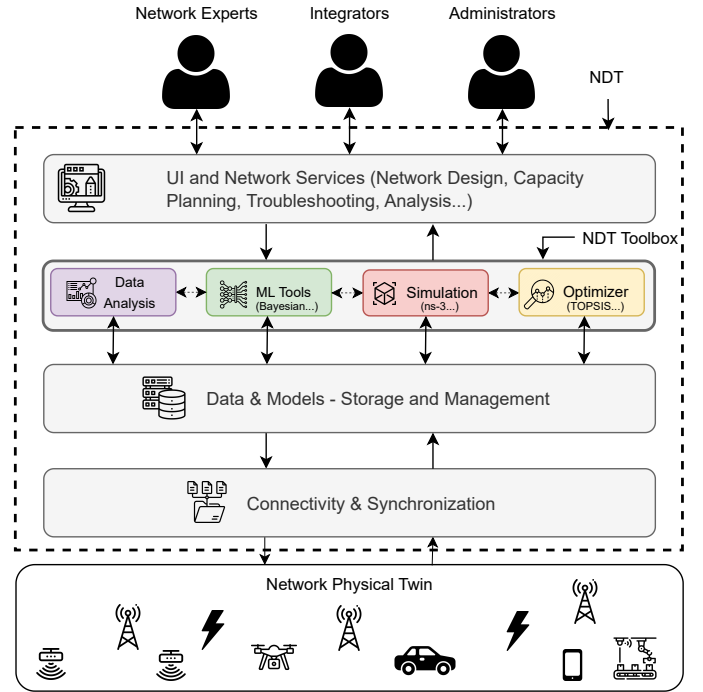 Network Experts
Integrators
Administrators
NDT
UI and Network Services (Network Design, Capacity
Planning, Troubleshooting, Analysis...)
NDT Toolbox
Data
Analysis
ML Tools
(Bayesian...)
Simulation
(ns-3...)
Optimizer
(TOPSIS...)
Data & Models - Storage and Management
Connectivity & Synchronization
Network Physical Twin